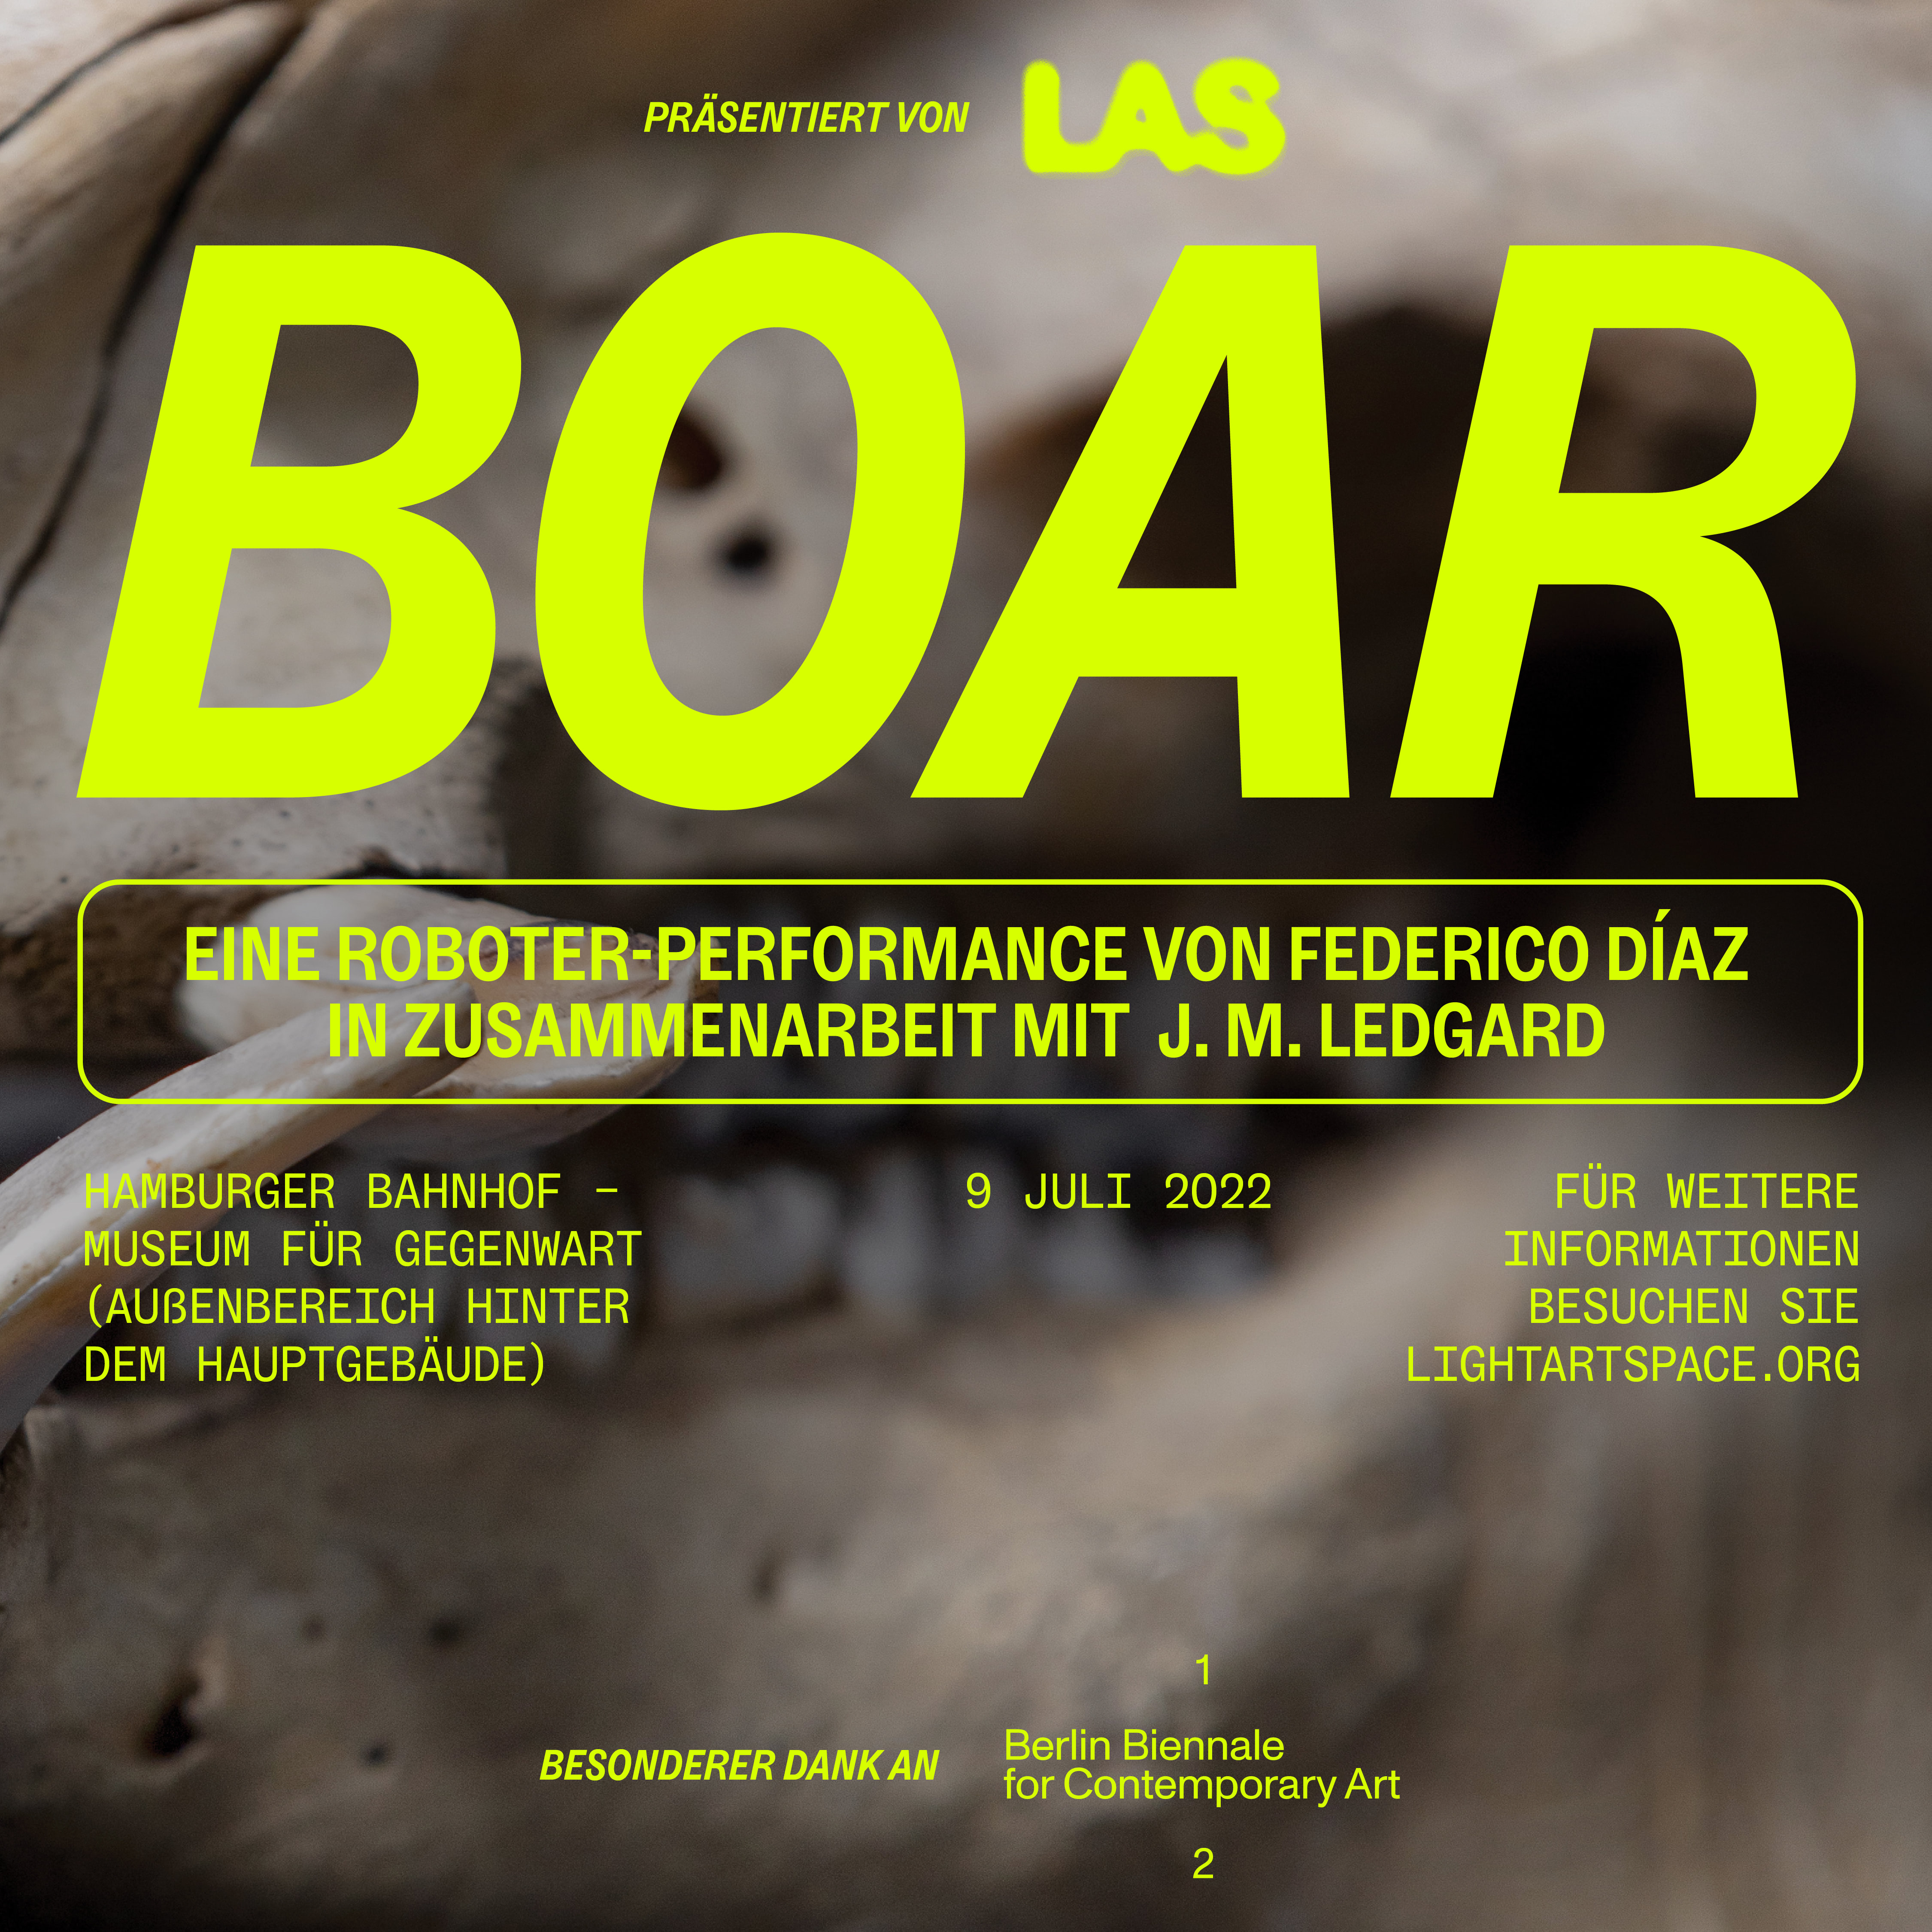 PRÄSENTIERT VON LAS
BOAR
EINE ROBOTER-PERFORMANCE VON FEDERICO DÍAZ
IN ZUSAMMENARBEIT MIT J. M. LEDGARD
HAMBURGER BAHNHOF –
MUSEUM FÜR GEGENWART
(AUßENBEREICH HINTER
DEM HAUPTGEBÄUDE)
9 JULI 2022
FÜR WEITERE
INFORMATIONEN
BESUCHEN SIE
LIGHTARTSPACE.ORG
BESONDERER DANK AN
1
Berlin Biennale
for Contemporary Art
2